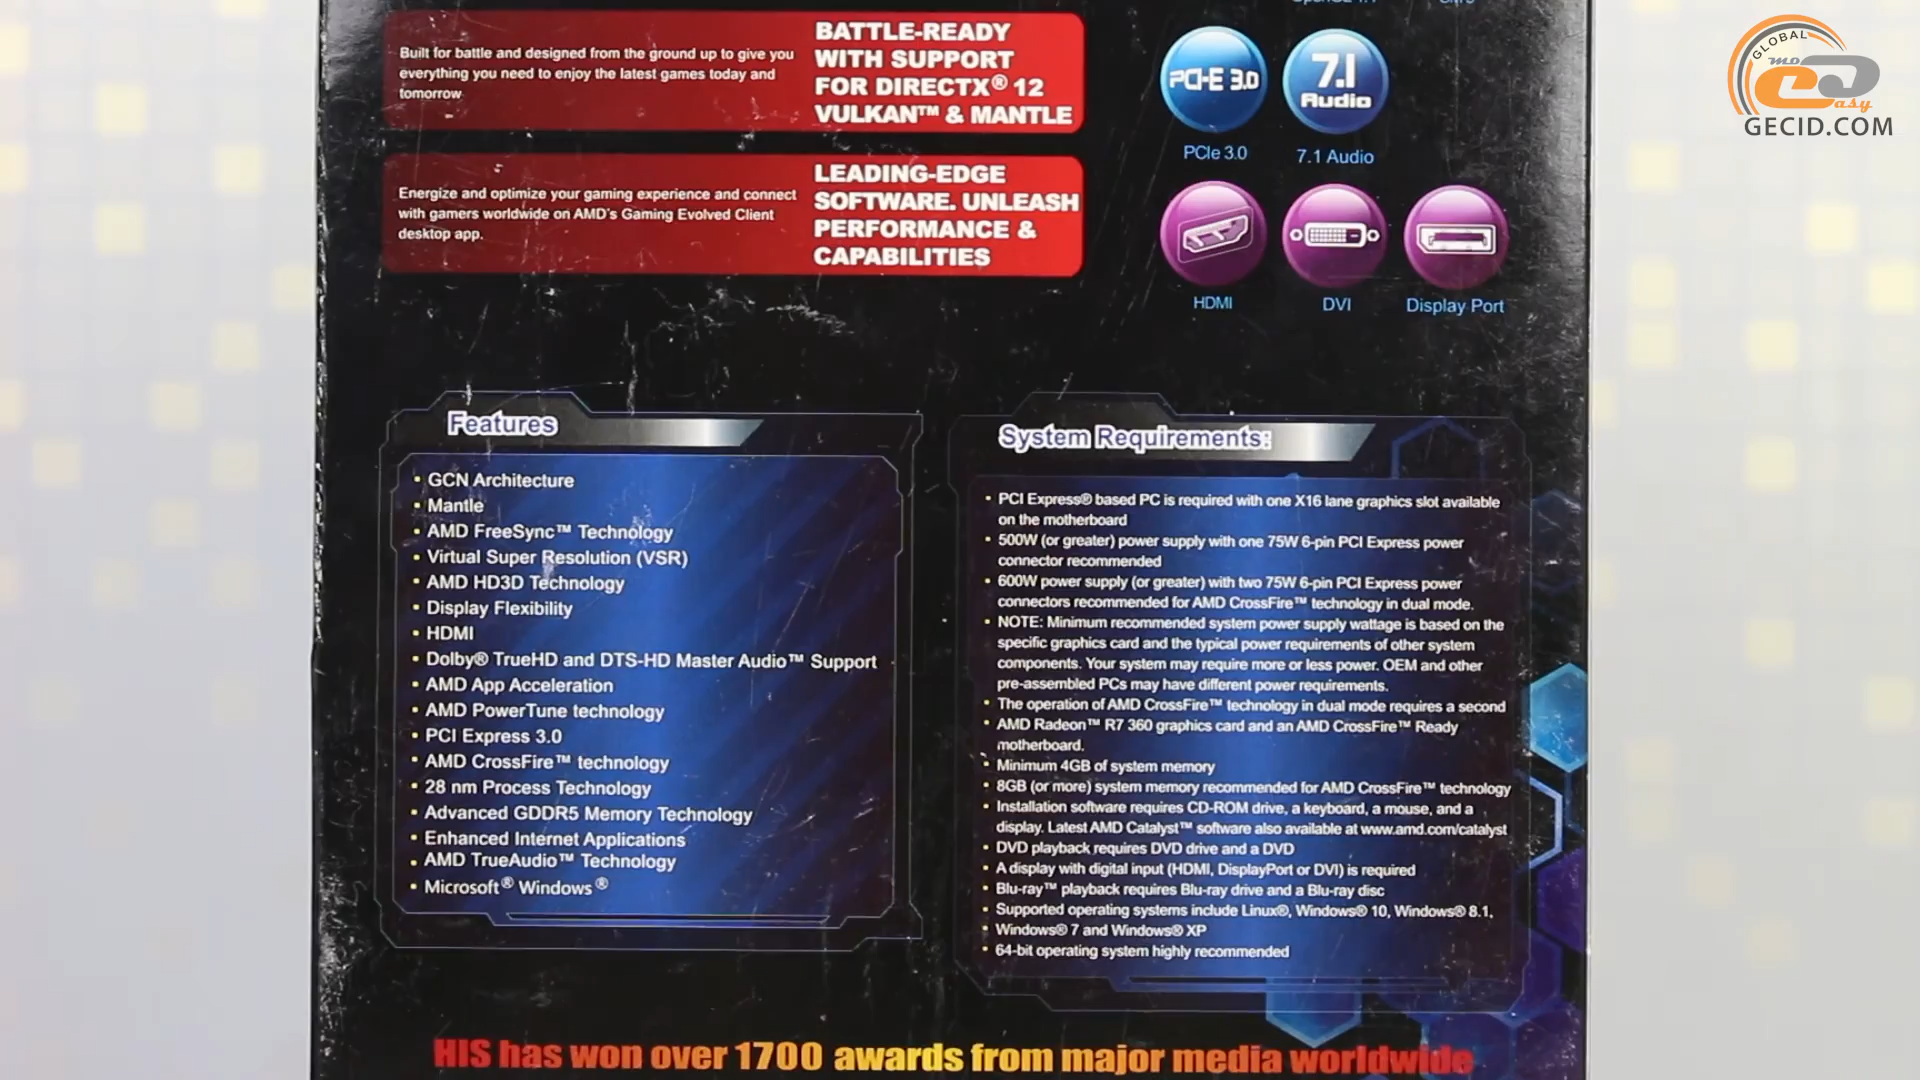 Built for battle and designed from the ground up to give you
everything you need to enjoy the latest games today and
tomorrow
BATTLE-READY
WITH SUPPORT
FOR DIRECTX® 12
VULKAN™ & MANTLE
Energize and optimize your gaming experience and connect
with gamers worldwide on AMD's Gaming Evolved Client
desktop app.
LEADING-EDGE
SOFTWARE. UNLEASH
PERFORMANCE &
CAPABILITIES
PCI-E 3.0
7.1
Audio
PCIe 3.0
7.1 Audio
HDMI
DVI
Display Port
GLOBAL
easy
GECID.COM
Features
• GCN Architecture
• Mantle
• AMD FreeSync™ Technology
• Virtual Super Resolution (VSR)
• AMD HD3D Technology
• Display Flexibility
• HDMI
• Dolby® TrueHD and DTS-HD Master Audio™ Support
• AMD App Acceleration
• AMD PowerTune technology
• PCI Express 3.0
• AMD CrossFire™ technology
• 28 nm Process Technology
• Advanced GDDR5 Memory Technology
• Enhanced Internet Applications
• AMD TrueAudio™ Technology
• Microsoft® Windows®
System Requirements:
• PCI Express® based PC is required with one X16 lane graphics slot available
on the motherboard
• 500W (or greater) power supply with one 75W 6-pin PCI Express power
connector recommended
• 600W power supply (or greater) with two 75W 6-pin PCI Express power
connectors recommended for AMD CrossFire™ technology in dual mode.
• NOTE: Minimum recommended system power supply wattage is based on the
specific graphics card and the typical power requirements of other system
components. Your system may require more or less power. OEM and other
pre-assembled PCs may have different power requirements.
• The operation of AMD CrossFire™ technology in dual mode requires a second
• AMD Radeon™ R7 360 graphics card and an AMD CrossFire™ Ready
motherboard.
• Minimum 4GB of system memory
• 8GB (or more) system memory recommended for AMD CrossFire™ technology
• Installation software requires CD-ROM drive, a keyboard, a mouse, and a
display. Latest AMD Catalyst™ software also available at www.amd.com/catalyst
• DVD playback requires DVD drive and a DVD
• A display with digital input (HDMI, DisplayPort or DVI) is required
• Blu-ray™ playback requires Blu-ray drive and a Blu-ray disc
• Supported operating systems include Linux®, Windows® 10, Windows® 8.1,
• Windows® 7 and Windows® XP
• 64-bit operating system highly recommended
HIS has won over 1700 awards from major media worldwide